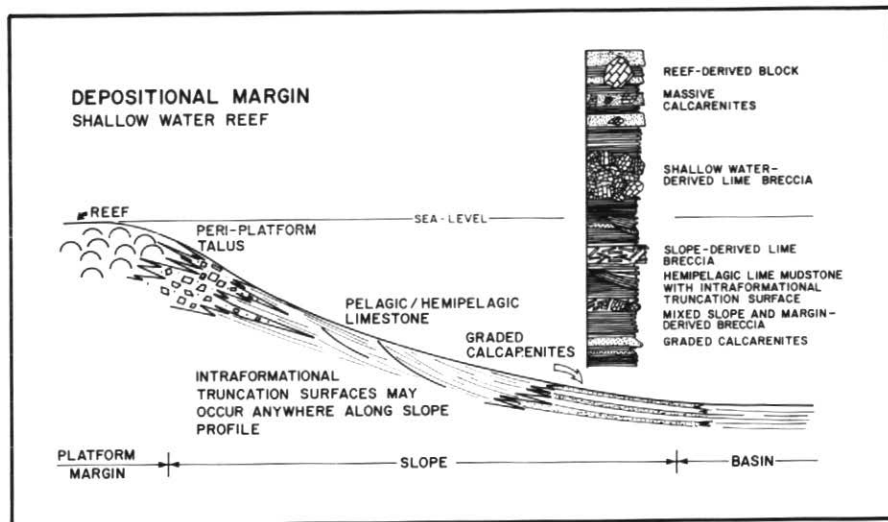 DEPOSITIONAL MARGIN
SHALLOW WATER REEF
REEF
SEA-LEVEL
PERI-PLATFORM
TALUS
PELAGIC/HEMIPELAGIC
LIMESTONE
GRADED
CALCARENITES
INTRAFORMATIONAL
TRUNCATION SURFACES MAY
OCCUR ANYWHERE ALONG SLOPE
PROFILE
PLATFORM
MARGIN
SLOPE
BASIN
REEF-DERIVED BLOCK
MASSIVE
CALCARENITES
SHALLOW WATER-
DERIVED LIME BRECCIA
SLOPE-DERIVED LIME
BRECCIA
HEMIPELAGIC LIME MUDSTONE
WITH INTRAFORMATIONAL
TRUNCATION SURFACE
MIXED SLOPE AND MARGIN-
DERIVED BRECCIA
GRADED CALCARENITES